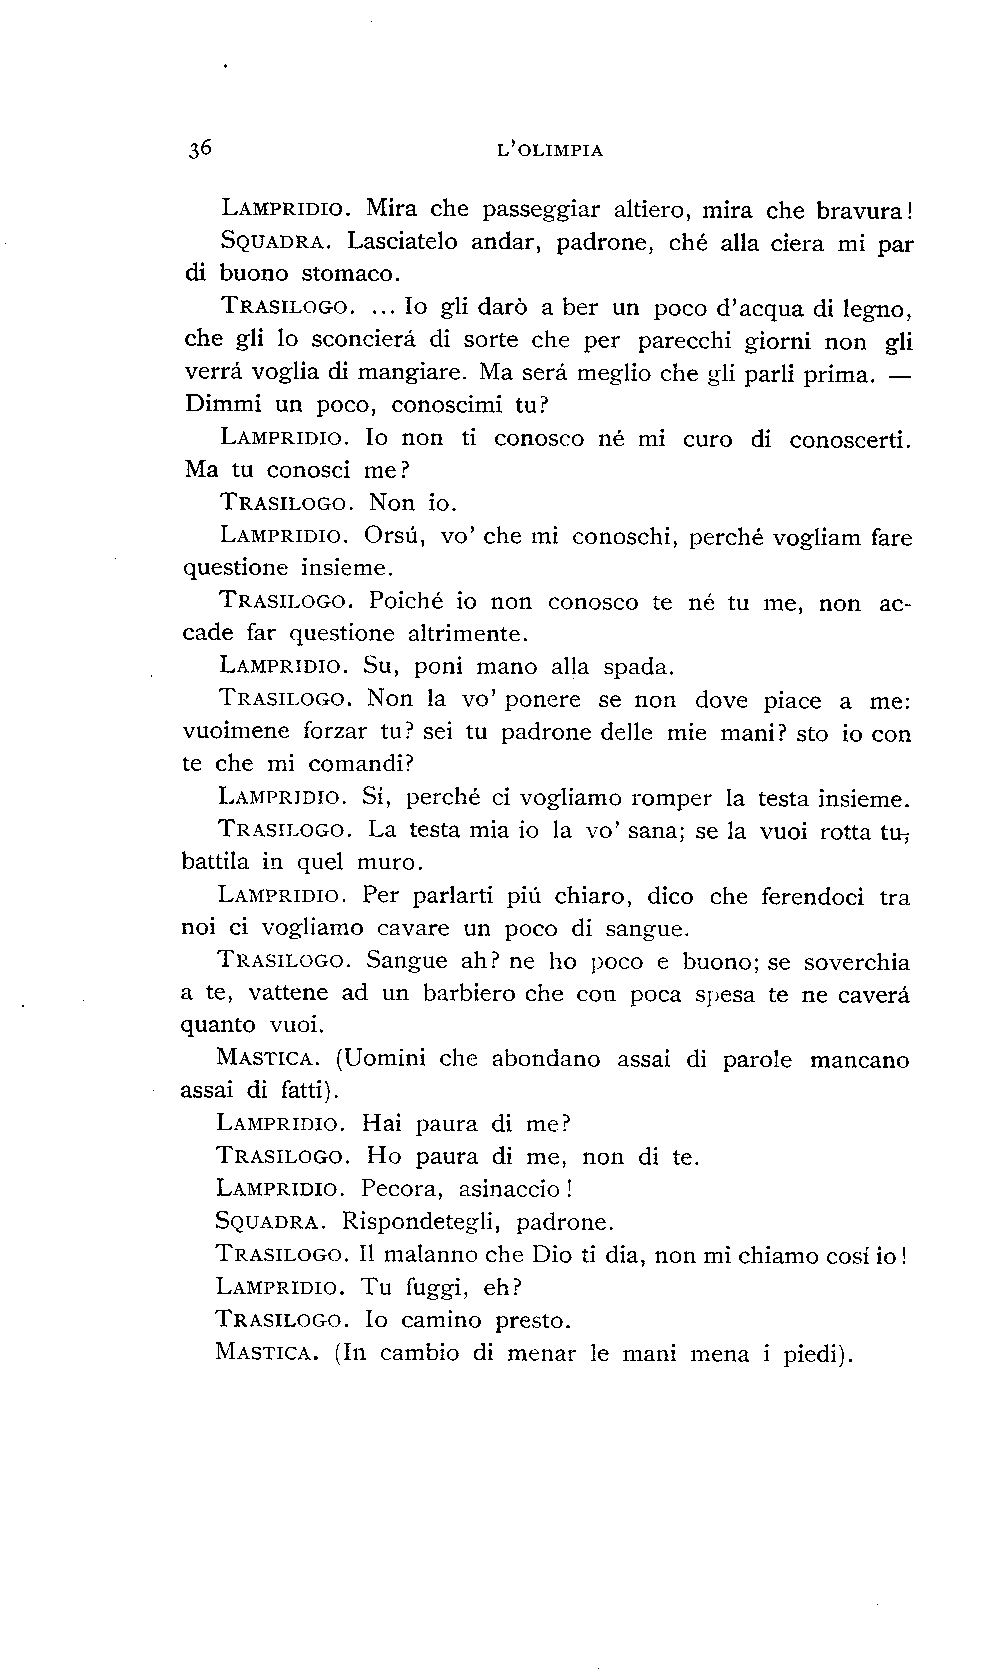 36 L'OLIMPIA
LAMPRIDIO. Mira che passeggiar altiero, mira che bravura!
SQUADRA. Lasciatelo andar, padrone, ché alla ciera mi par
di buono stomaco.
TRASILOGO. ... Io gli darò a ber un poco d'acqua di legno,
che gli lo sconcierá di sorte che per parecchi giorni non gli
verrá voglia di mangiare. Ma será meglio che gli parli prima. —
Dimmi un poco, conoscimi tu?
LAMPRIDIO. Io non ti conosco né mi curo di conoscerti.
Ma tu conosci me?
TRASILOGO. Non io.
LAMPRIDIO. Orsú, vo' che mi conoschi, perché vogliam fare
questione insieme.
TRASILOGO. Poiché io non conosco te né tu me, non ac-
cade far questione altrimente.
LAMPRIDIO. Su, poni mano alla spada.
TRASILOGO. Non la vo' ponere se non dove piace a me:
vuoimene forzar tu? sei tu padrone delle mie mani? sto io con
te che mi comandi?
LAMPRIDIO. Sí, perché ci vogliamo romper la testa insieme.
TRASILOGO. La testa mia io la vo' sana; se la vuoi rotta tu,
battila in quel muro.
LAMPRIDIO. Per parlarti piú chiaro, dico che ferendoci tra
noi ci vogliamo cavare un poco di sangue.
TRASILOGO. Sangue ah? ne ho poco e buono; se soverchia
a te, vattene ad un barbiero che con poca spesa te ne caverá
quanto vuoi.
MASTICA. (Uomini che abondano assai di parole mancano
assai di fatti).
LAMPRIDIO. Hai paura di me?
TRASILOGO. Ho paura di me, non di te.
LAMPRIDIO. Pecora, asinaccio!
SQUADRA. Rispondetegli, padrone.
TRASILOGO. Il malanno che Dio ti dia, non mi chiamo cosí io!
LAMPRIDIO. Tu fuggi, eh?
TRASILOGO. Io camino presto.
MASTICA. (In cambio di menar le mani mena i piedi).